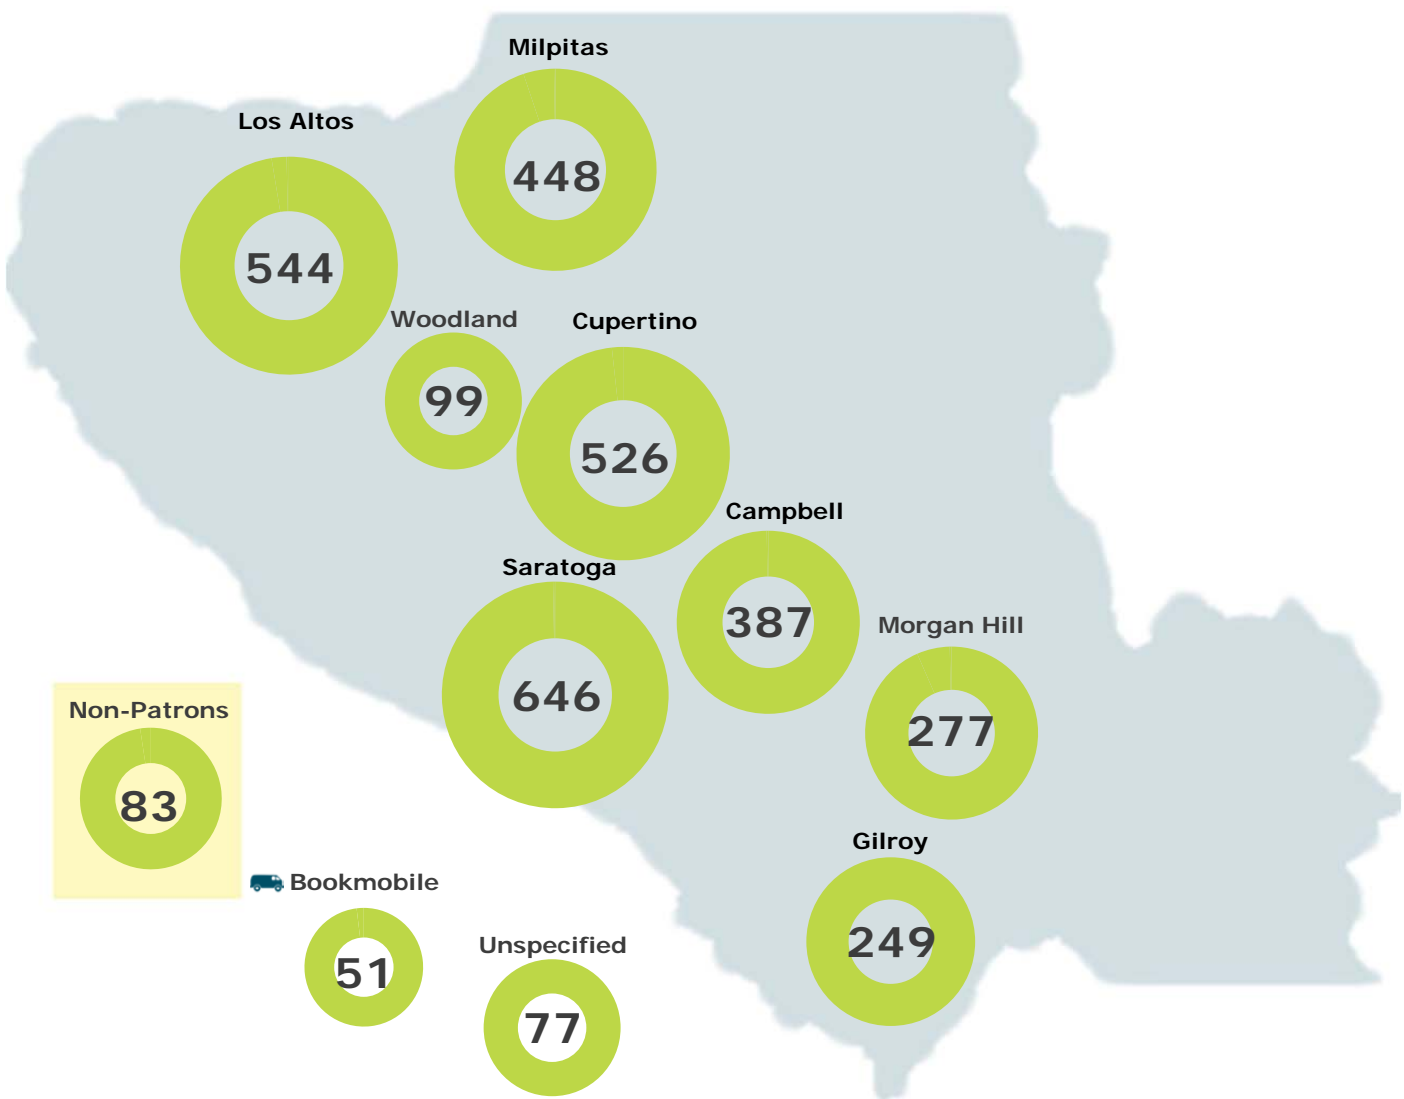 Milpitas
448
Los Altos
544
Woodland
99
Cupertino
526
Campbell
387
Saratoga
646
Morgan Hill
277
Non-Patrons
83
Gilroy
249
Bookmobile
51
Unspecified
77